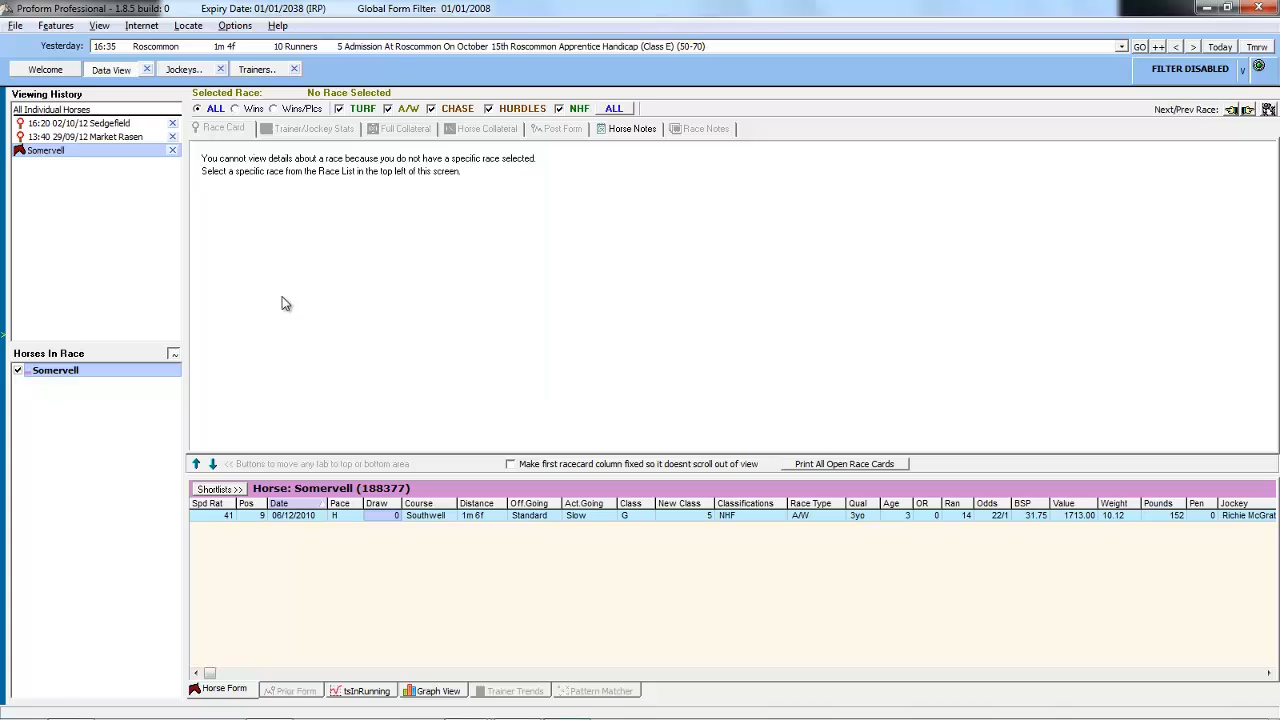 Proform Professional - 1.8.5 build: 0 Expiry Date: 01/01/2038 (IRP) Global Form Filter: 01/01/2008
File Features View Internet Locate Options Help
Yesterday: 16:35 Roscommon 1m 4f 10 Runners 5 Admission At Roscommon On October 15th Roscommon Apprentice Handicap (Class E) (50-70) GO ++ < > Today Tmrw
Welcome Data View Jockeys.. Trainers.. FILTER DISABLED v
Viewing History Selected Race: No Race Selected
All Individual Horses ALL Wins Wins/Plcs TURF A/W CHASE HURDLES NHF ALL Next/Prev Race:
16:20 02/10/12 Sedgefield Race Card Trainer/Jockey Stats Full Collateral Horse Collateral Post Form Horse Notes Race Notes
13:40 29/09/12 Market Rasen
Somervell
You cannot view details about a race because you do not have a specific race selected.
Select a specific race from the Race List in the top left of this screen.
Horses In Race
Somervell
<< Buttons to move any tab to top or bottom area Make first racecard column fixed so it doesnt scroll out of view Print All Open Race Cards
Shortlists >> Horse: Somervell (188377)
Spd Rat Pos Date Pace Draw Course Distance Off.Going Act.Going Class New Class Classifications Race Type Qual Age OR Ran Odds BSP Value Weight Pounds Pen Jockey
41 9 06/12/2010 H 0 Southwell 1m 6f Standard Slow G 5 NHF A/W 3yo 3 0 14 22/1 31.75 1713.00 10.12 152 0 Richie McGrat
Horse Form Prior Form tsInRunning Graph View Trainer Trends Pattern Matcher